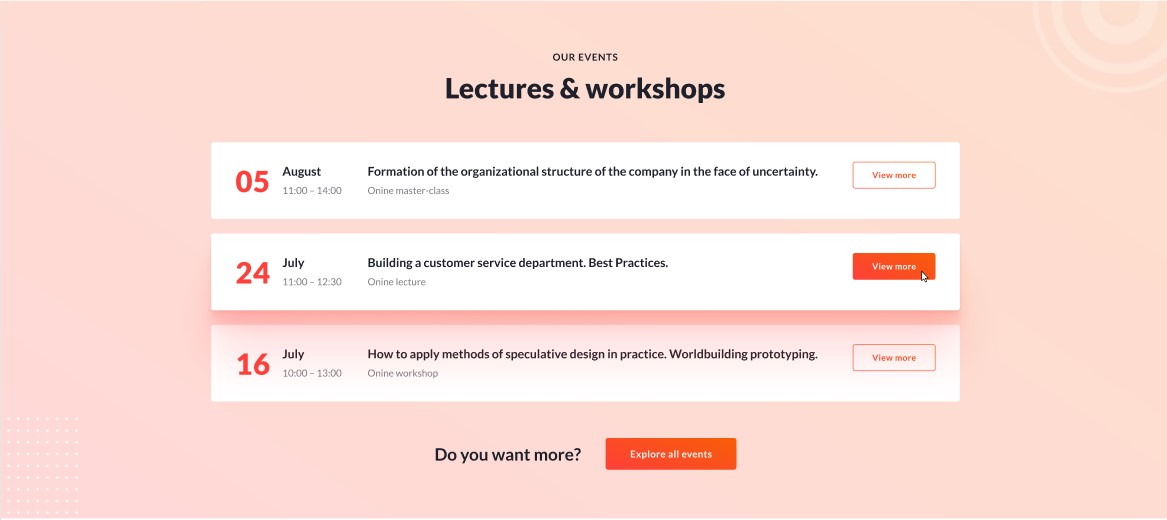 OUR EVENTS
Lectures & workshops
05
August
11:00 – 14:00
Formation of the organizational structure of the company in the face of uncertainty.
Onine master-class
View more
24
July
11:00 – 12:30
Building a customer service department. Best Practices.
Onine lecture
View more
16
July
10:00 – 13:00
How to apply methods of speculative design in practice. Worldbuilding prototyping.
Onine workshop
View more
Do you want more?
Explore all events